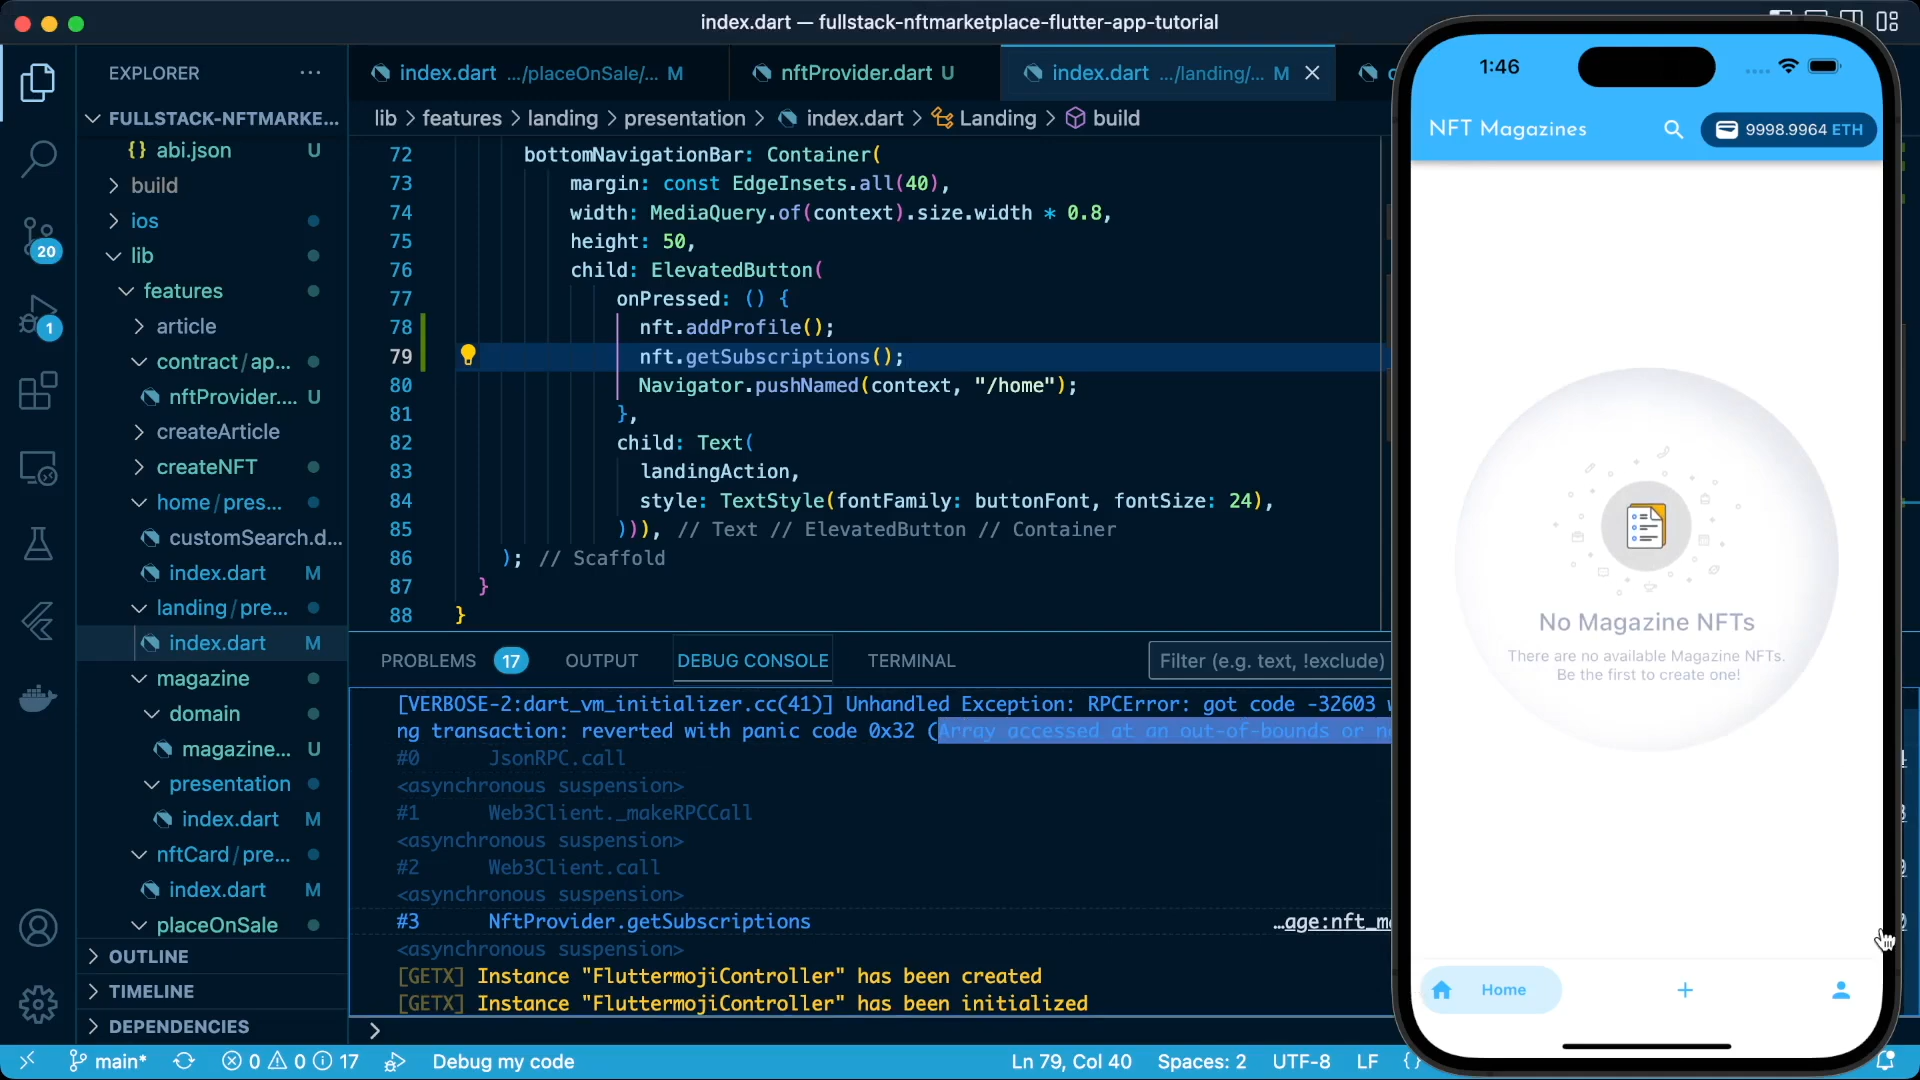 index.dart — fullstack-nftmarketplace-flutter-app-tutorial
EXPLORER
FULLSTACK-NFTMARKE...
{} abi.json U
build
ios
lib
features
article
contract/ap...
nftProvider.... U
createArticle
createNFT
home/pres...
customSearch.d...
index.dart M
landing/pre...
index.dart M
magazine
domain
magazine... U
presentation
index.dart M
nftCard/pre...
index.dart M
placeOnSale
OUTLINE
TIMELINE
DEPENDENCIES
20
1
index.dart .../placeOnSale/... M
nftProvider.dart U
index.dart .../landing/... M
lib > features > landing > presentation > index.dart > Landing > build
72 bottomNavigationBar: Container(
73 margin: const EdgeInsets.all(40),
74 width: MediaQuery.of(context).size.width * 0.8,
75 height: 50,
76 child: ElevatedButton(
77 onPressed: () {
78 nft.addProfile();
79 nft.getSubscriptions();
80 Navigator.pushNamed(context, "/home");
81 },
82 child: Text(
83 landingAction,
84 style: TextStyle(fontFamily: buttonFont, fontSize: 24),
85 ))), // Text // ElevatedButton // Container
86 ); // Scaffold
87 }
88 }
PROBLEMS 17 OUTPUT DEBUG CONSOLE TERMINAL Filter (e.g. text, !exclude)
[VERBOSE-2:dart_vm_initializer.cc(41)] Unhandled Exception: RPCError: got code -32603
ng transaction: reverted with panic code 0x32 (Array accessed at an out-of-bounds or
#0 JsonRPC.call
<asynchronous suspension>
#1 Web3Client._makeRPCCall
<asynchronous suspension>
#2 Web3Client.call
<asynchronous suspension>
#3 NftProvider.getSubscriptions …age:nft_m
<asynchronous suspension>
[GETX] Instance "FluttermojiController" has been created
[GETX] Instance "FluttermojiController" has been initialized
>
main* 0 0 17 Debug my code Ln 79, Col 40 Spaces: 2 UTF-8 LF {}
1:46
NFT Magazines 9998.9964 ETH
No Magazine NFTs
There are no available Magazine NFTs.
Be the first to create one!
Home